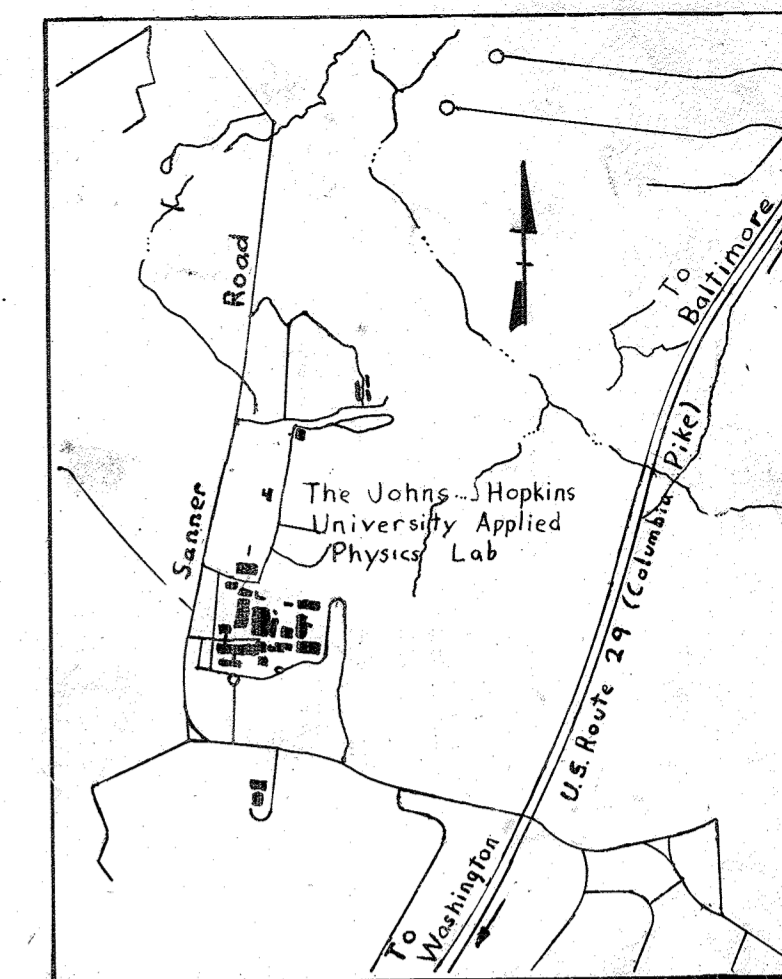 To
Baltimore
Road
Sanner
The Johns Hopkins
University Applied
Physics Lab
U.S. Route 29 (Columbia Pike)
To
Washington